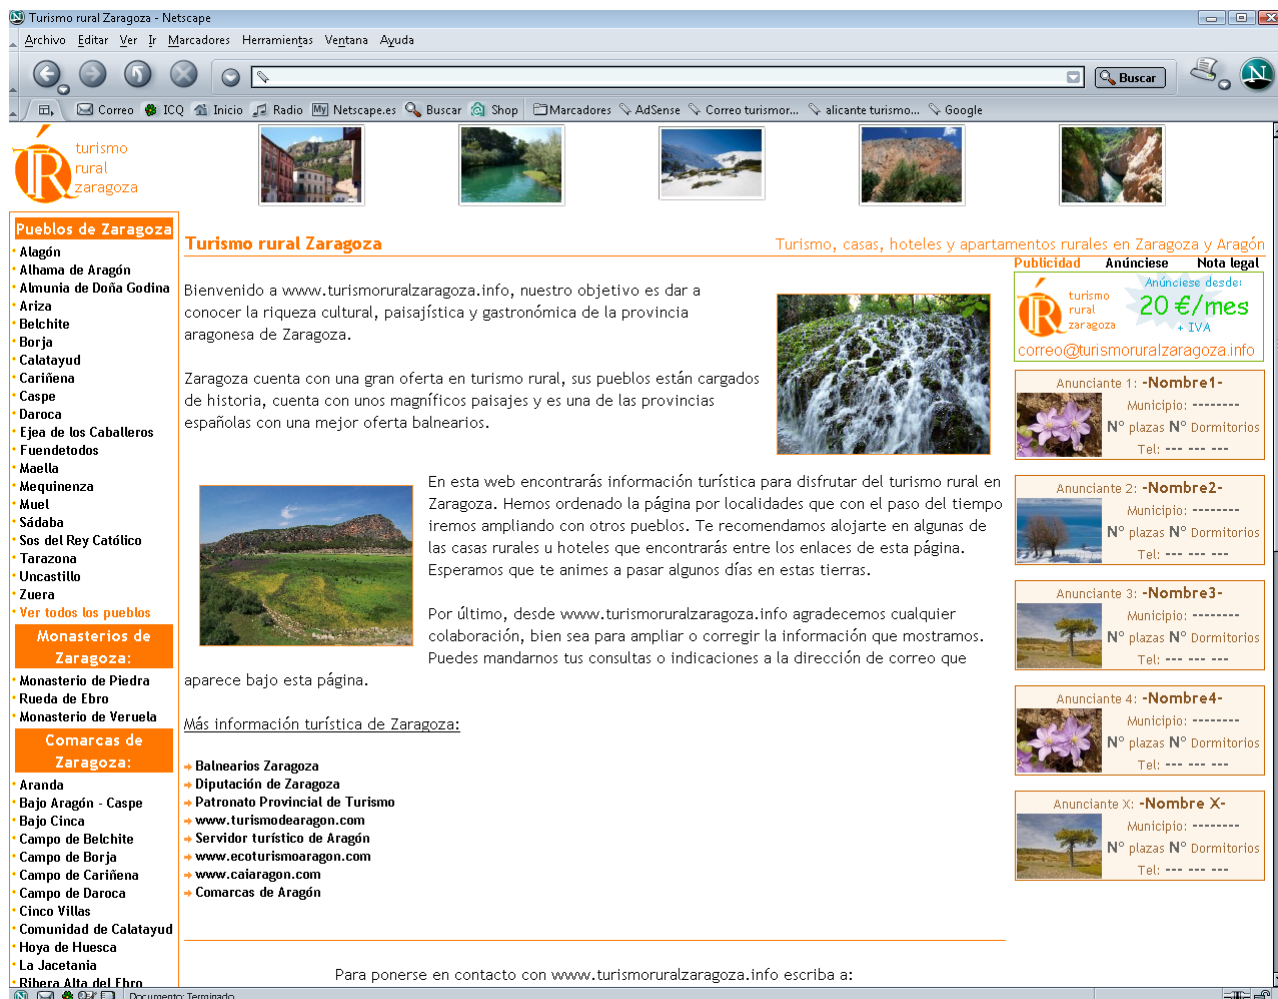 Turismo rural Zaragoza - Netscape
Archivo Editar Ver Ir Marcadores Herramientas Ventana Ayuda
Buscar
N
Correo ICQ Inicio Radio My Netscape.es Buscar Shop Marcadores AdSense Correo turismor... alicante turismo... Google
turismo
rural
zaragoza
Pueblos de Zaragoza
Alagón
Alhama de Aragón
Almunia de Doña Godina
Ariza
Belchite
Borja
Calatayud
Cariñena
Caspe
Daroca
Ejea de los Caballeros
Fuendetodos
Maella
Mequinenza
Muel
Sádaba
Sos del Rey Católico
Tarazona
Uncastillo
Zuera
Ver todos los pueblos
Monasterios de
Zaragoza:
Monasterio de Piedra
Rueda de Ebro
Monasterio de Veruela
Comarcas de
Zaragoza:
Aranda
Bajo Aragón - Caspe
Bajo Cinca
Campo de Belchite
Campo de Borja
Campo de Cariñena
Campo de Daroca
Cinco Villas
Comunidad de Calatayud
Hoya de Huesca
La Jacetania
Ribera Alta del Ebro
Turismo rural Zaragoza
Turismo, casas, hoteles y apartamentos rurales en Zaragoza y Aragón
Bienvenido a www.turismoruralzaragoza.info, nuestro objetivo es dar a
conocer la riqueza cultural, paisajística y gastronómica de la provincia
aragonesa de Zaragoza.
Zaragoza cuenta con una gran oferta en turismo rural, sus pueblos están cargados
de historia, cuenta con unos magníficos paisajes y es una de las provincias
españolas con una mejor oferta balnearios.
En esta web encontrarás información turística para disfrutar del turismo rural en
Zaragoza. Hemos ordenado la página por localidades que con el paso del tiempo
iremos ampliando con otros pueblos. Te recomendamos alojarte en algunas de
las casas rurales u hoteles que encontrarás entre los enlaces de esta página.
Esperamos que te animes a pasar algunos días en estas tierras.
Por último, desde www.turismoruralzaragoza.info agradecemos cualquier
colaboración, bien sea para ampliar o corregir la información que mostramos.
Puedes mandarnos tus consultas o indicaciones a la dirección de correo que
aparece bajo esta página.
Más información turística de Zaragoza:
Balnearios Zaragoza
Diputación de Zaragoza
Patronato Provincial de Turismo
www.turismodearagon.com
Servidor turístico de Aragón
www.ecoturismoaragon.com
www.caiaragon.com
Comarcas de Aragón
Para ponerse en contacto con www.turismoruralzaragoza.info escriba a:
Publicidad Anúnciese Nota legal
turismo
rural
zaragoza
Anúnciese desde:
20 €/mes
+ IVA
correo@turismoruralzaragoza.info
Anunciante 1: -Nombre1-
Municipio: --------
Nº plazas Nº Dormitorios
Tel: --- --- ---
Anunciante 2: -Nombre2-
Municipio: --------
Nº plazas Nº Dormitorios
Tel: --- --- ---
Anunciante 3: -Nombre3-
Municipio: --------
Nº plazas Nº Dormitorios
Tel: --- --- ---
Anunciante 4: -Nombre4-
Municipio: --------
Nº plazas Nº Dormitorios
Tel: --- --- ---
Anunciante X: -Nombre X-
Municipio: --------
Nº plazas Nº Dormitorios
Tel: --- --- ---
Documento: Terminado